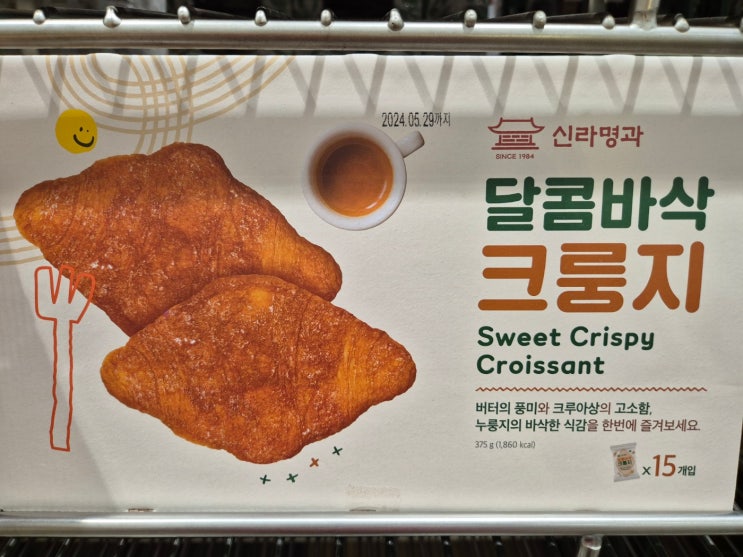 2024.05.29까지
SINCE 1984
신라명과
달콤바삭
크룽지
Sweet Crispy
Croissant
버터의 풍미와 크루아상의 고소함,
누룽지의 바삭한 식감을 한번에 즐겨보세요.
375 g (1,860 kcal)
크룽지
x 15개입